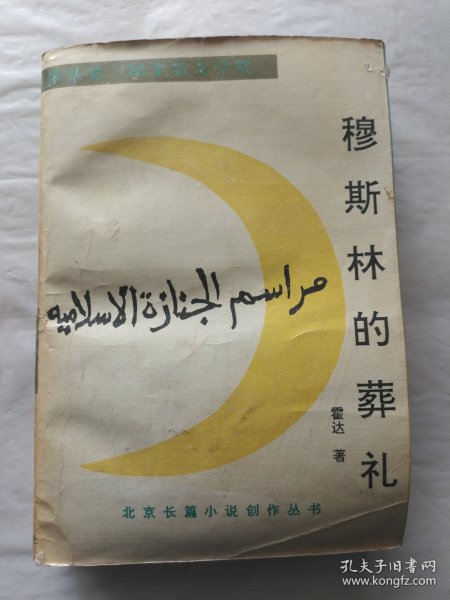 穆斯林的葬礼
霍达 著
مراسم الجنازة الاسلامية
北京长篇小说创作丛书
孔夫子旧书网
www.kongfz.com